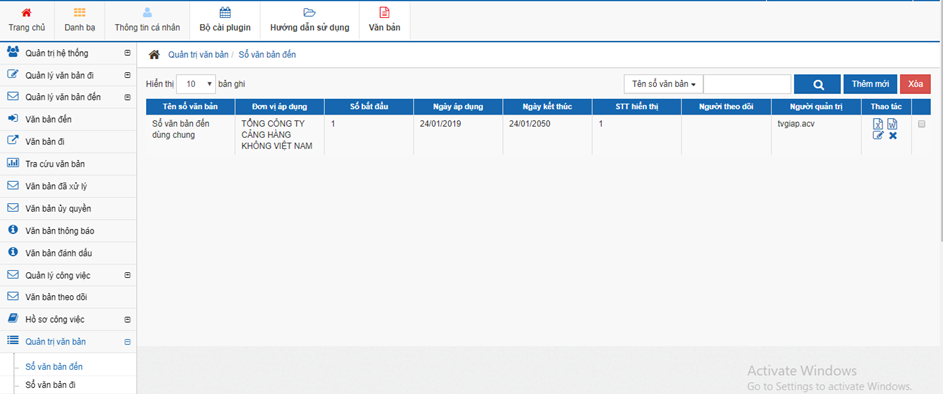 Trang chủ
Danh bạ
Thông tin cá nhân
Bộ cài plugin
Hướng dẫn sử dụng
Văn bản
Quản trị hệ thống
Quản lý văn bản đi
Quản lý văn bản đến
Văn bản đến
Văn bản đi
Tra cứu văn bản
Văn bản đã xử lý
Văn bản ủy quyền
Văn bản thông báo
Văn bản đánh dấu
Quản lý công việc
Văn bản theo dõi
Hồ sơ công việc
Quản trị văn bản
Sổ văn bản đến
Sổ văn bản đi
Quản trị văn bản / Sổ văn bản đến
Hiển thị 10 bản ghi
Tên sổ văn bản
Thêm mới
Xóa
Tên sổ văn bản
Đơn vị áp dụng
Số bắt đầu
Ngày áp dụng
Ngày kết thúc
STT hiển thị
Người theo dõi
Người quản trị
Thao tác
Sổ văn bản đến
dùng chung
TỔNG CÔNG TY
CẢNG HÀNG
KHÔNG VIỆT NAM
1
24/01/2019
24/01/2050
1
tvgiap.acv
Activate Windows
Go to Settings to activate Windows.